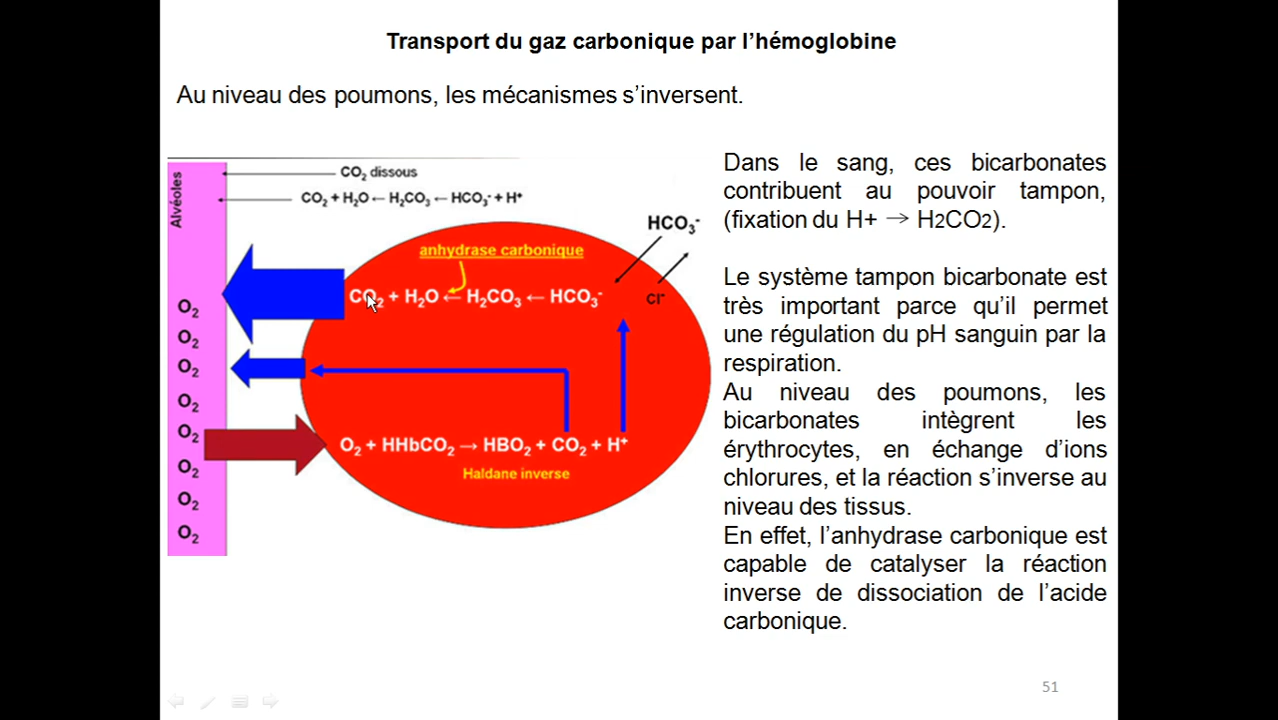 Transport du gaz carbonique par l’hémoglobine
Au niveau des poumons, les mécanismes s’inversent.
Alvéoles
CO₂ dissous
CO₂ + H₂O ← H₂CO₃ ← HCO₃⁻ + H⁺
HCO₃⁻
anhydrase carbonique
CO₂ + H₂O ← H₂CO₃ ← HCO₃⁻
Cl⁻
O₂
O₂
O₂
O₂
O₂
O₂
O₂
O₂
O₂ + HHbCO₂ → HBO₂ + CO₂ + H⁺
Haldane inverse
Dans le sang, ces bicarbonates
contribuent au pouvoir tampon,
(fixation du H+ → H2CO2).
Le système tampon bicarbonate est
très important parce qu’il permet
une régulation du pH sanguin par la
respiration.
Au niveau des poumons, les
bicarbonates intègrent les
érythrocytes, en échange d’ions
chlorures, et la réaction s’inverse au
niveau des tissus.
En effet, l’anhydrase carbonique est
capable de catalyser la réaction
inverse de dissociation de l’acide
carbonique.
51